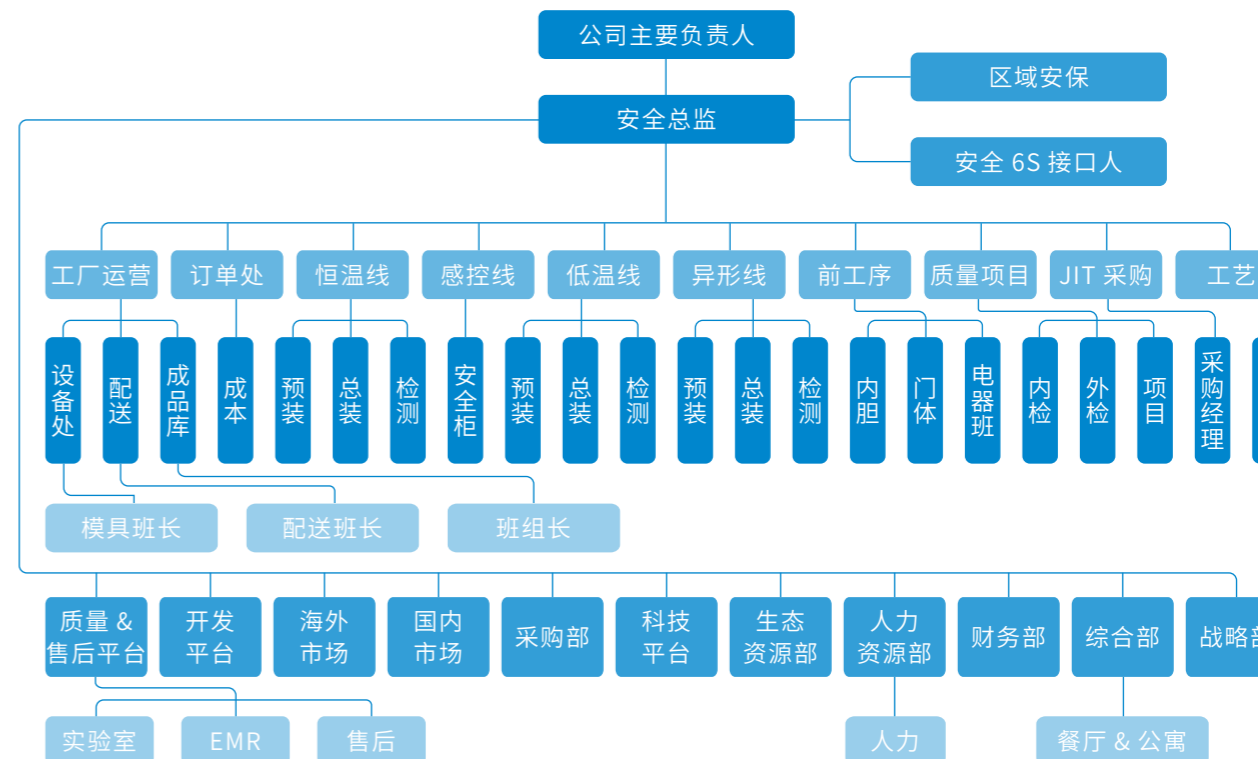 公司主要负责人
区域安保
安全总监
安全 6S 接口人
工厂运营
订单处
恒温线
感控线
低温线
异形线
前工序
质量项目
JIT 采购
工艺
设备处
配送
成品库
成本
预装
总装
检测
安全柜
预装
总装
检测
预装
总装
检测
内胆
门体
电器班
内检
外检
项目
采购经理
模具班长
配送班长
班组长
质量 &
售后平台
开发
平台
海外
市场
国内
市场
采购部
科技
平台
生态
资源部
人力
资源部
财务部
综合部
战略部
实验室
EMR
售后
人力
餐厅 & 公寓